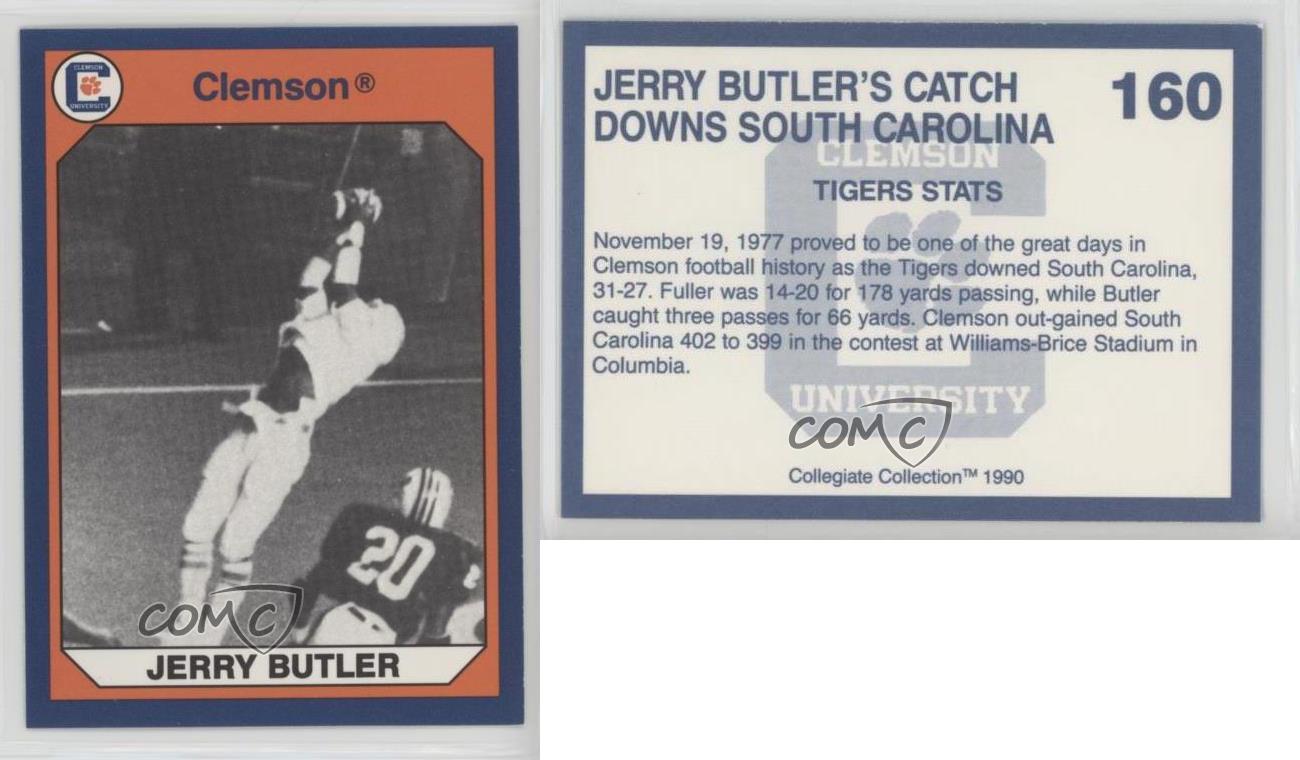 CLEMSON
UNIVERSITY
Clemson®
20
2
COMC
JERRY BUTLER
JERRY BUTLER'S CATCH
DOWNS SOUTH CAROLINA
160
CLEMSON
TIGERS STATS
November 19, 1977 proved to be one of the great days in
Clemson football history as the Tigers downed South Carolina,
31-27. Fuller was 14-20 for 178 yards passing, while Butler
caught three passes for 66 yards. Clemson out-gained South
Carolina 402 to 399 in the contest at Williams-Brice Stadium in
Columbia.
UNIVERSITY
COMC
Collegiate Collection™ 1990